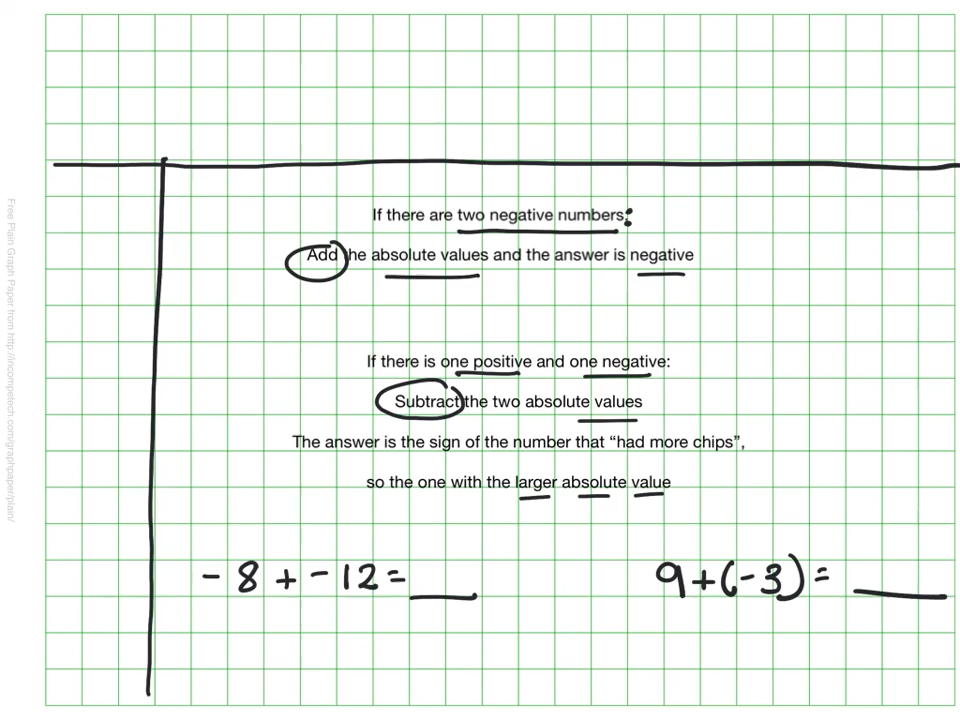 If there are two negative numbers:
Add the absolute values and the answer is negative
If there is one positive and one negative:
Subtract the two absolute values
The answer is the sign of the number that “had more chips”,
so the one with the larger absolute value
-8 + -12 = ___
9+(-3) = ___
Free Plain Graph Paper from http://incompetech.com/graphpaper/plain/